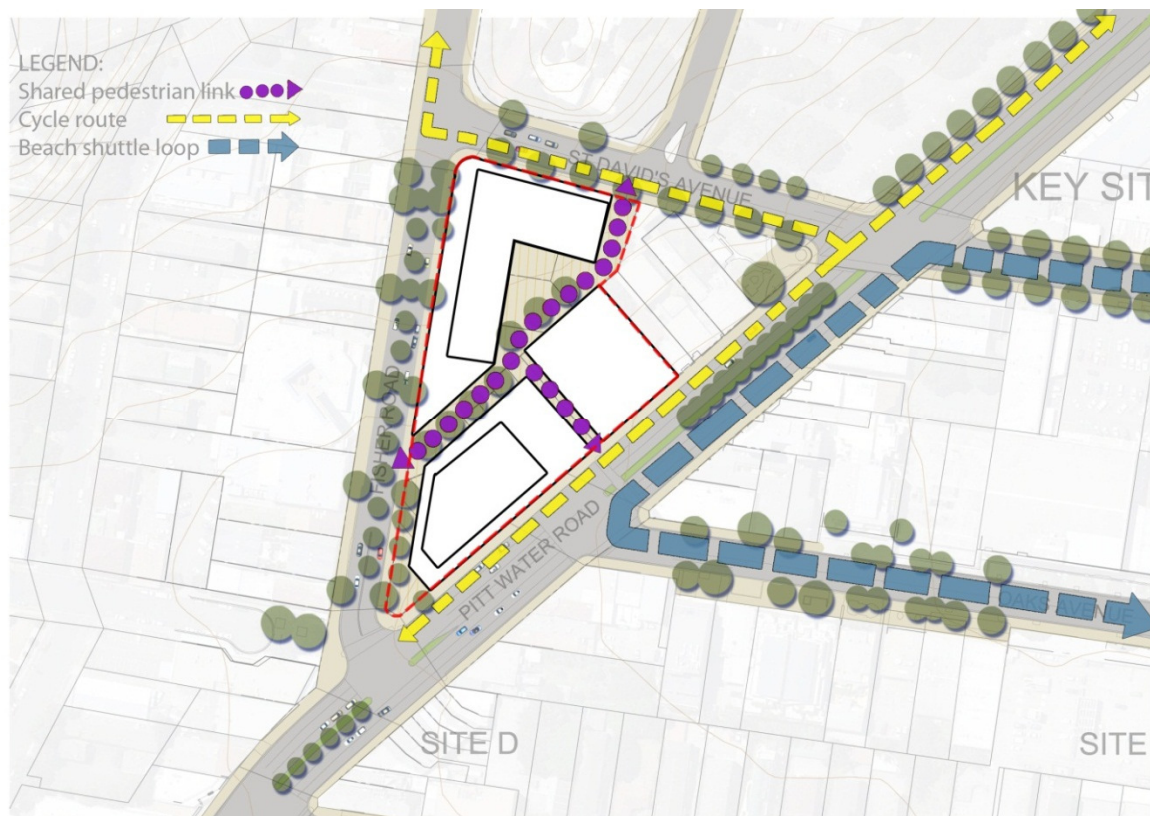 LEGEND:
Shared pedestrian link
Cycle route
Beach shuttle loop
ST DAVID'S AVENUE
KEY SIT
FISHER ROAD
PITT WATER ROAD
OAKS AVENUE
SITE D
SITE